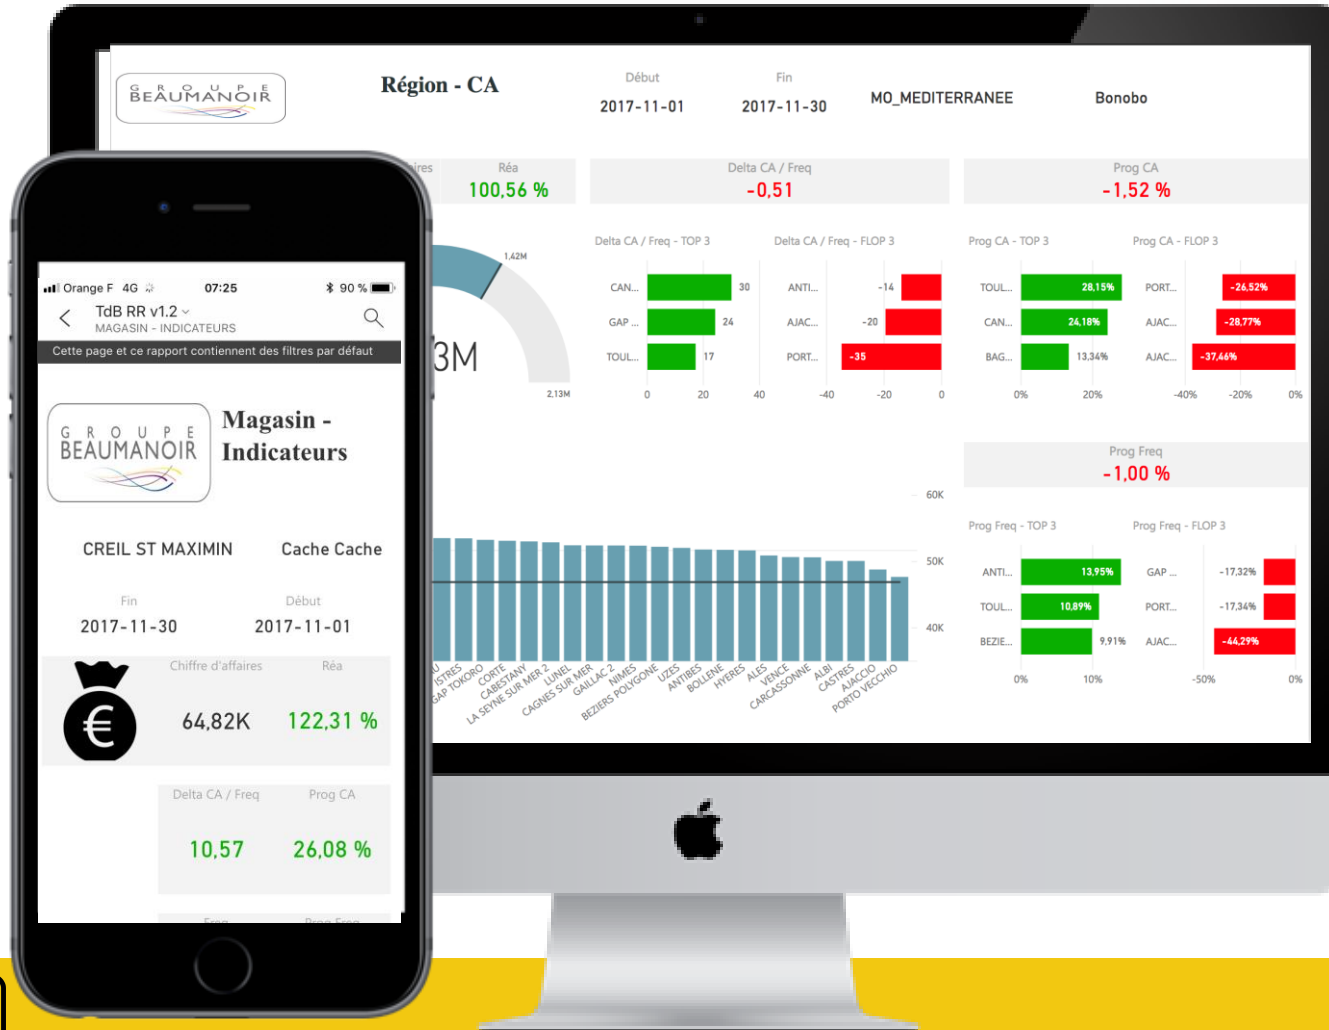 GROUPE
BEAUMANOIR
Région - CA
Début
2017-11-01
Fin
2017-11-30
MO_MEDITERRANEE
Bonobo
Réa
100,56 %
Delta CA / Freq
-0,51
Prog CA
-1,52 %
1,42M
3M
2,13M
Delta CA / Freq - TOP 3
CAN... 30
GAP ... 24
TOUL... 17
0 20 40
Delta CA / Freq - FLOP 3
ANTI... -14
AJAC... -20
PORT... -35
-40 -20 0
Prog CA - TOP 3
TOUL... 28,15%
CAN... 24,18%
BAG... 13,34%
0% 20%
Prog CA - FLOP 3
PORT... -26,52%
AJAC... -28,77%
AJAC... -37,46%
-40% -20% 0%
Prog Freq
-1,00 %
Prog Freq - TOP 3
ANTI... 13,95%
TOUL... 10,89%
BEZIE... 9,91%
0% 10%
Prog Freq - FLOP 3
GAP ... -17,32%
PORT... -17,34%
AJAC... -44,29%
-50% 0%
60K
50K
40K
ISTRES
GAP TOKORO
CORTE
CABESTANY
LA SEYNE SUR MER 2
LUNEL
CAGNES SUR MER
GAILLAC 2
NIMES
BEZIERS POLYGONE
UZES
ANTIBES
BOLLENE
HYERES
ALES
VENCE
CARCASSONNE
ALBI
CASTRES
AJACCIO
PORTO VECCHIO
Orange F 4G 07:25 90 %
TdB RR v1.2
MAGASIN - INDICATEURS
Cette page et ce rapport contiennent des filtres par défaut
GROUPE
BEAUMANOIR
Magasin -
Indicateurs
CREIL ST MAXIMIN Cache Cache
Fin Début
2017-11-30 2017-11-01
Chiffre d'affaires Réa
€ 64,82K 122,31 %
Delta CA / Freq Prog CA
10,57 26,08 %
Freq Prog Freq